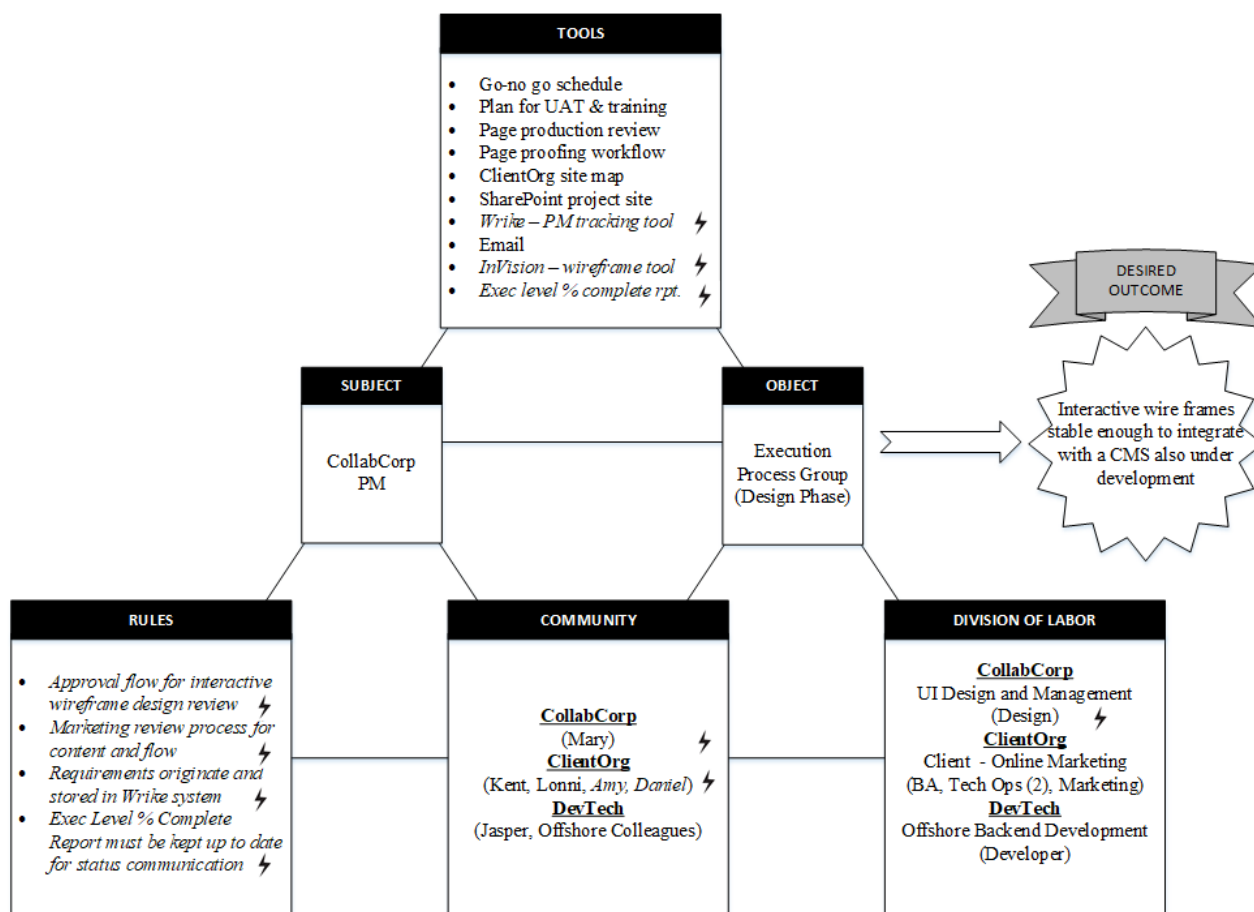 TOOLS
• Go-no go schedule
• Plan for UAT & training
• Page production review
• Page proofing workflow
• ClientOrg site map
• SharePoint project site
• Wrike – PM tracking tool
• Email
• InVision – wireframe tool
• Exec level % complete rpt.
DESIRED
OUTCOME
SUBJECT
CollabCorp
PM
OBJECT
Execution
Process Group
(Design Phase)
Interactive wire frames
stable enough to integrate
with a CMS also under
development
RULES
• Approval flow for interactive
wireframe design review
• Marketing review process for
content and flow
• Requirements originate and
stored in Wrike system
• Exec Level % Complete
Report must be kept up to date
for status communication
COMMUNITY
CollabCorp
(Mary)
ClientOrg
(Kent, Lonni, Amy, Daniel)
DevTech
(Jasper, Offshore Colleagues)
DIVISION OF LABOR
CollabCorp
UI Design and Management
(Design)
ClientOrg
Client - Online Marketing
(BA, Tech Ops (2), Marketing)
DevTech
Offshore Backend Development
(Developer)